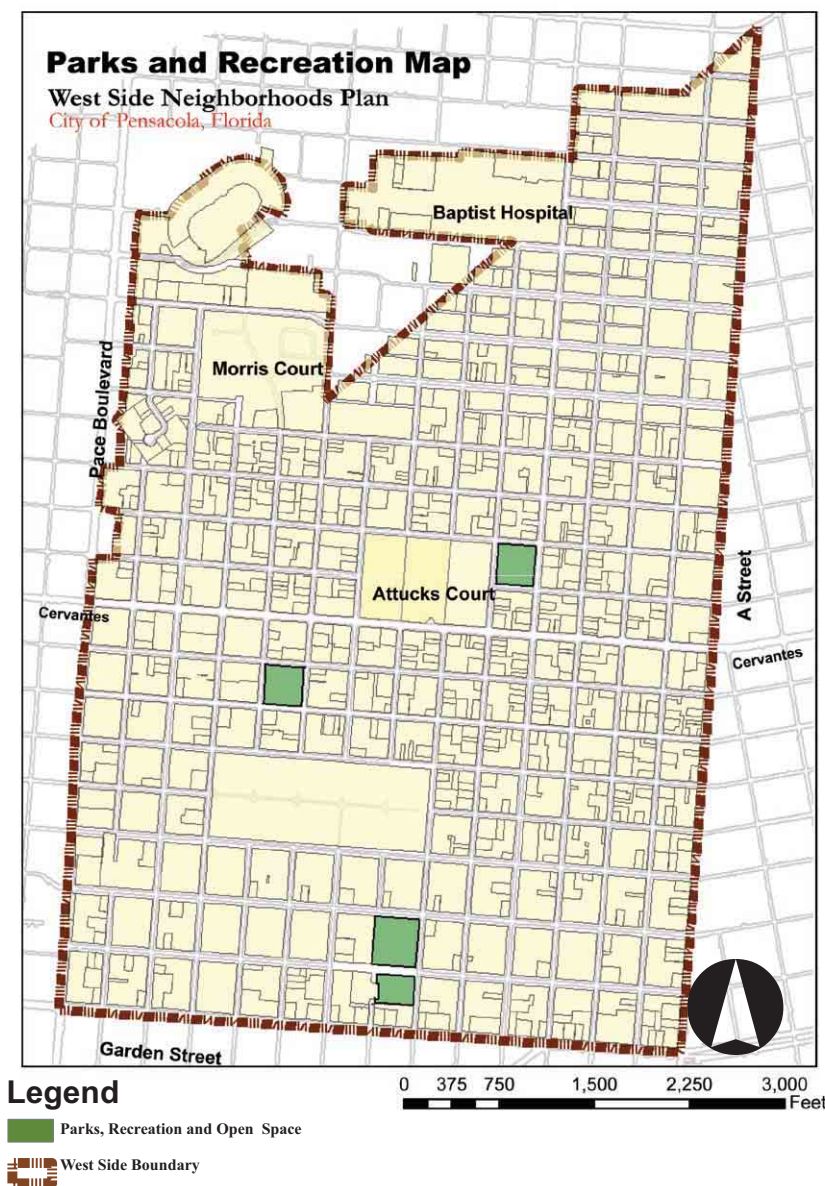 Parks and Recreation Map
West Side Neighborhoods Plan
City of Pensacola, Florida
Baptist Hospital
Morris Court
Pace Boulevard
Attucks Court
A Street
Cervantes
Cervantes
Garden Street
Legend
0 375 750 1,500 2,250 3,000
Feet
Parks, Recreation and Open Space
West Side Boundary